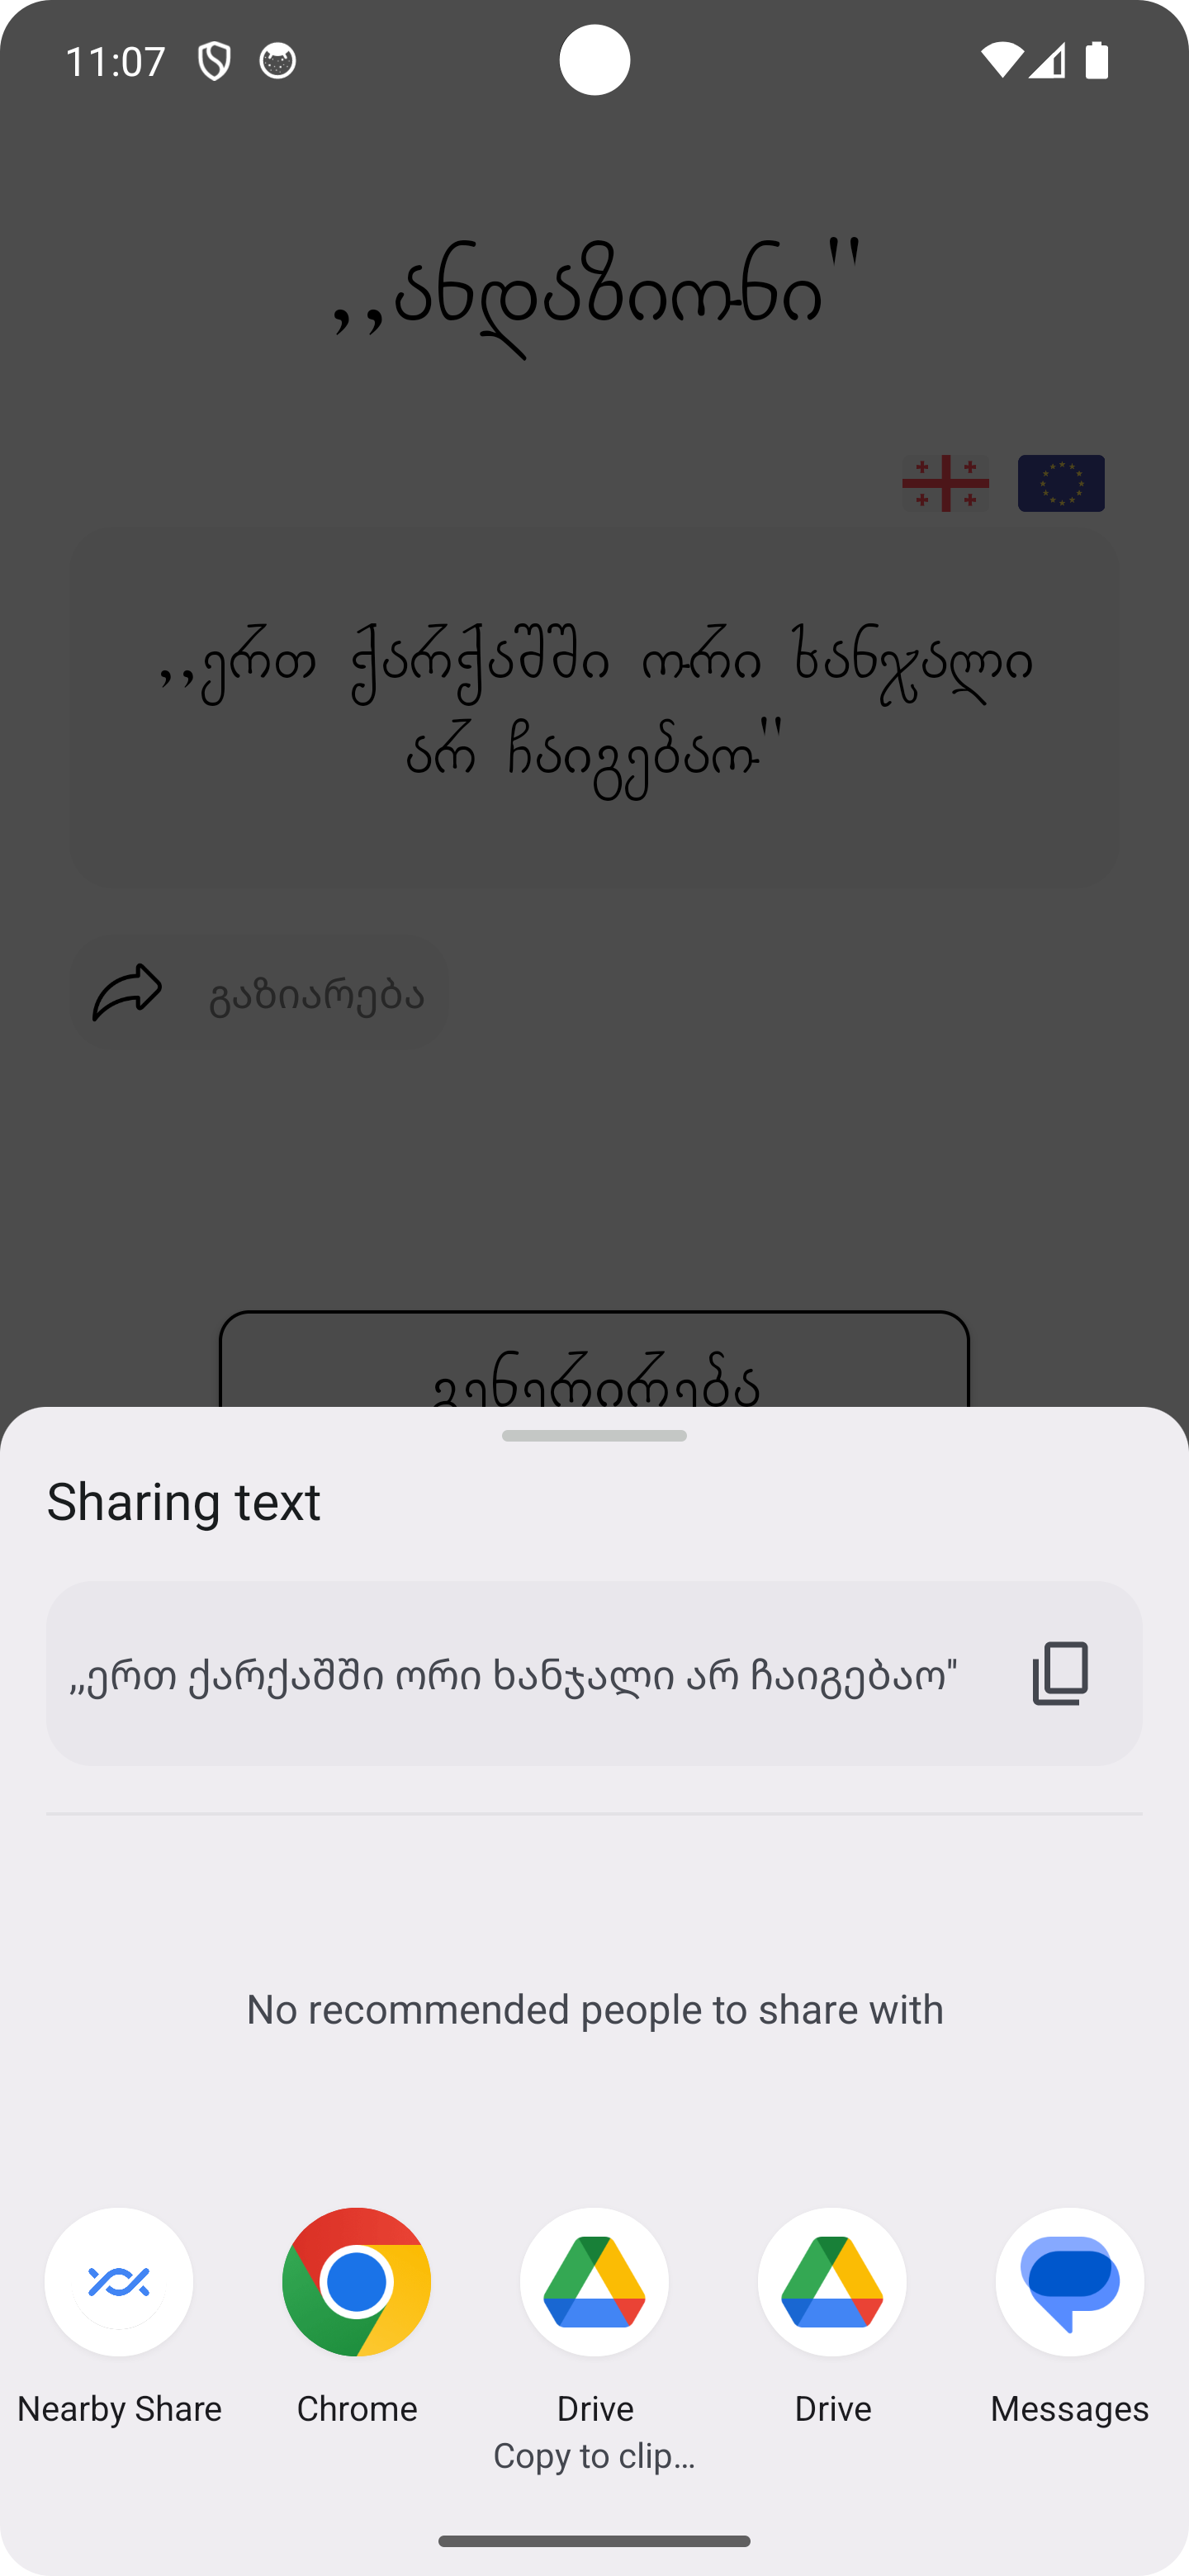 11:07
,,ანდაზიონი"
,,ერთ ქარქაშში ორი ხანჯალი
არ ჩაიგებაო"
გაზიარება
გენერირება
Sharing text
,,ერთ ქარქაშში ორი ხანჯალი არ ჩაიგებაო"
No recommended people to share with
Nearby Share
Chrome
Drive
Drive
Messages
Copy to clip...